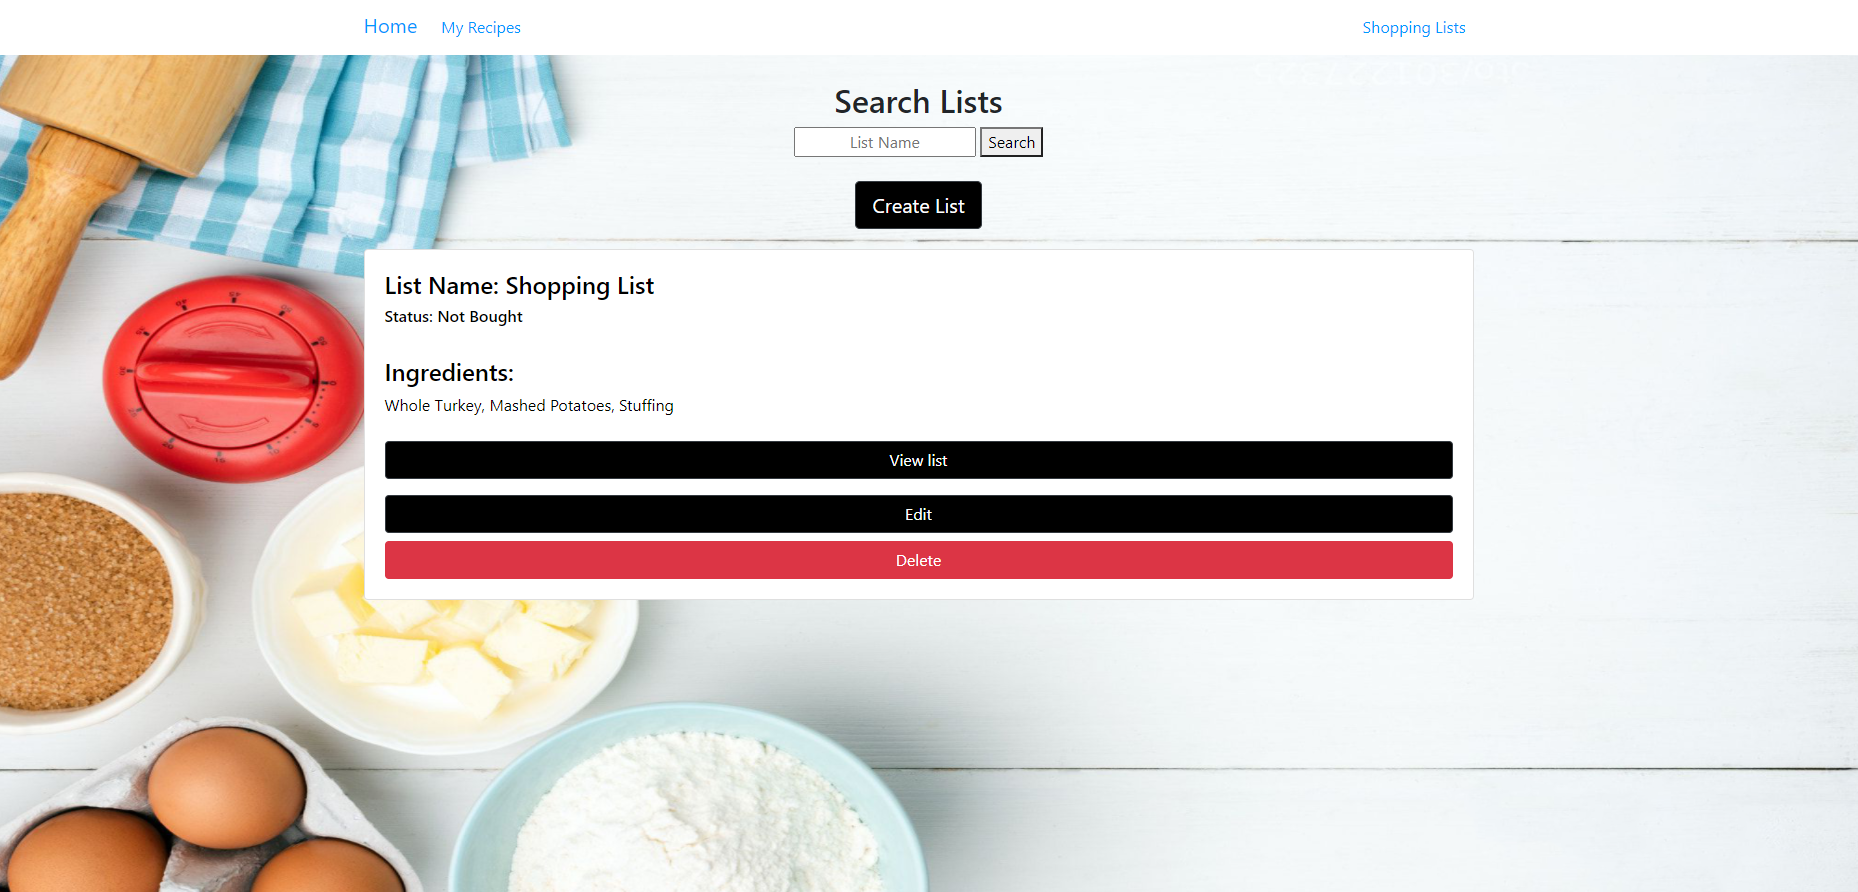 Home My Recipes Shopping Lists
Search Lists
List Name Search
Create List
List Name: Shopping List
Status: Not Bought
Ingredients:
Whole Turkey, Mashed Potatoes, Stuffing
View list
Edit
Delete